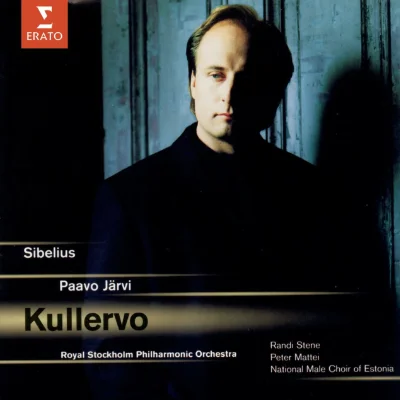 ERATO
Sibelius
Paavo Järvi
Kullervo
Royal Stockholm Philharmonic Orchestra
Randi Stene
Peter Mattei
National Male Choir of Estonia